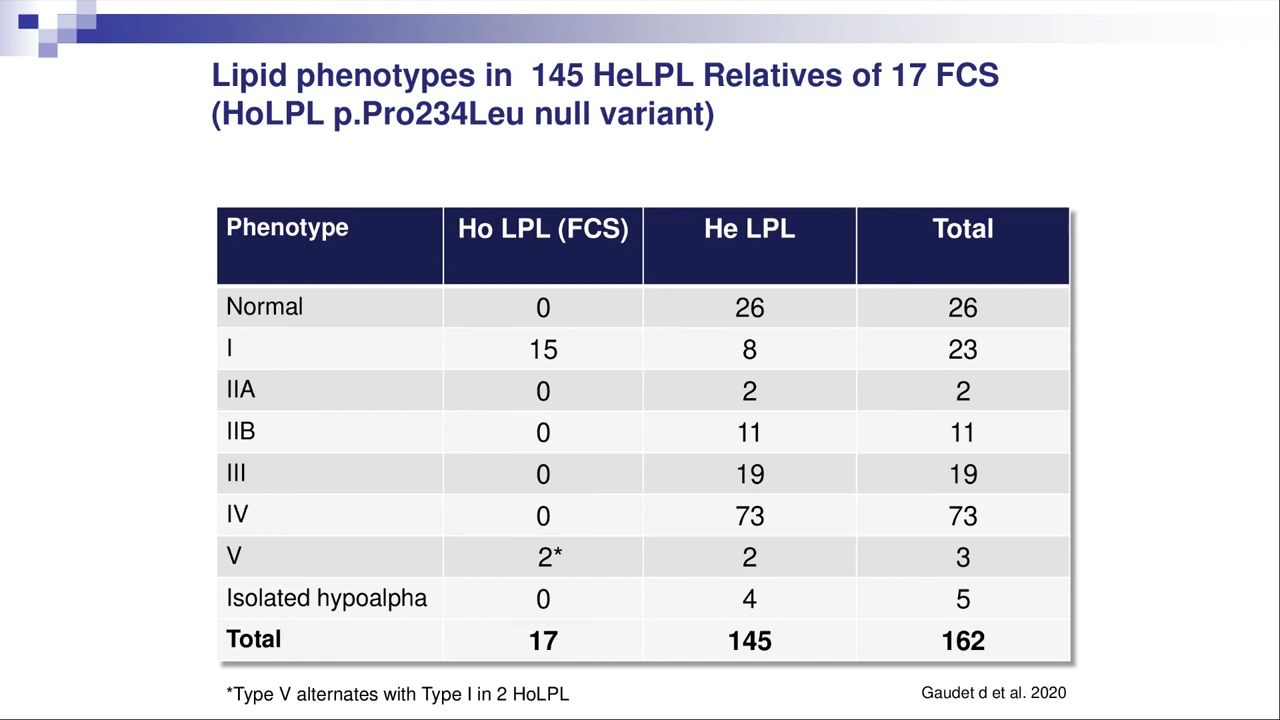 Lipid phenotypes in  145 HeLPL Relatives of 17 FCS
(HoLPL p.Pro234Leu null variant)
Phenotype Ho LPL (FCS) He LPL Total
Normal 0 26 26
I 15 8 23
IIA 0 2 2
IIB 0 11 11
III 0 19 19
IV 0 73 73
V 2* 2 3
Isolated hypoalpha 0 4 5
Total 17 145 162
*Type V alternates with Type I in 2 HoLPL
Gaudet d et al. 2020